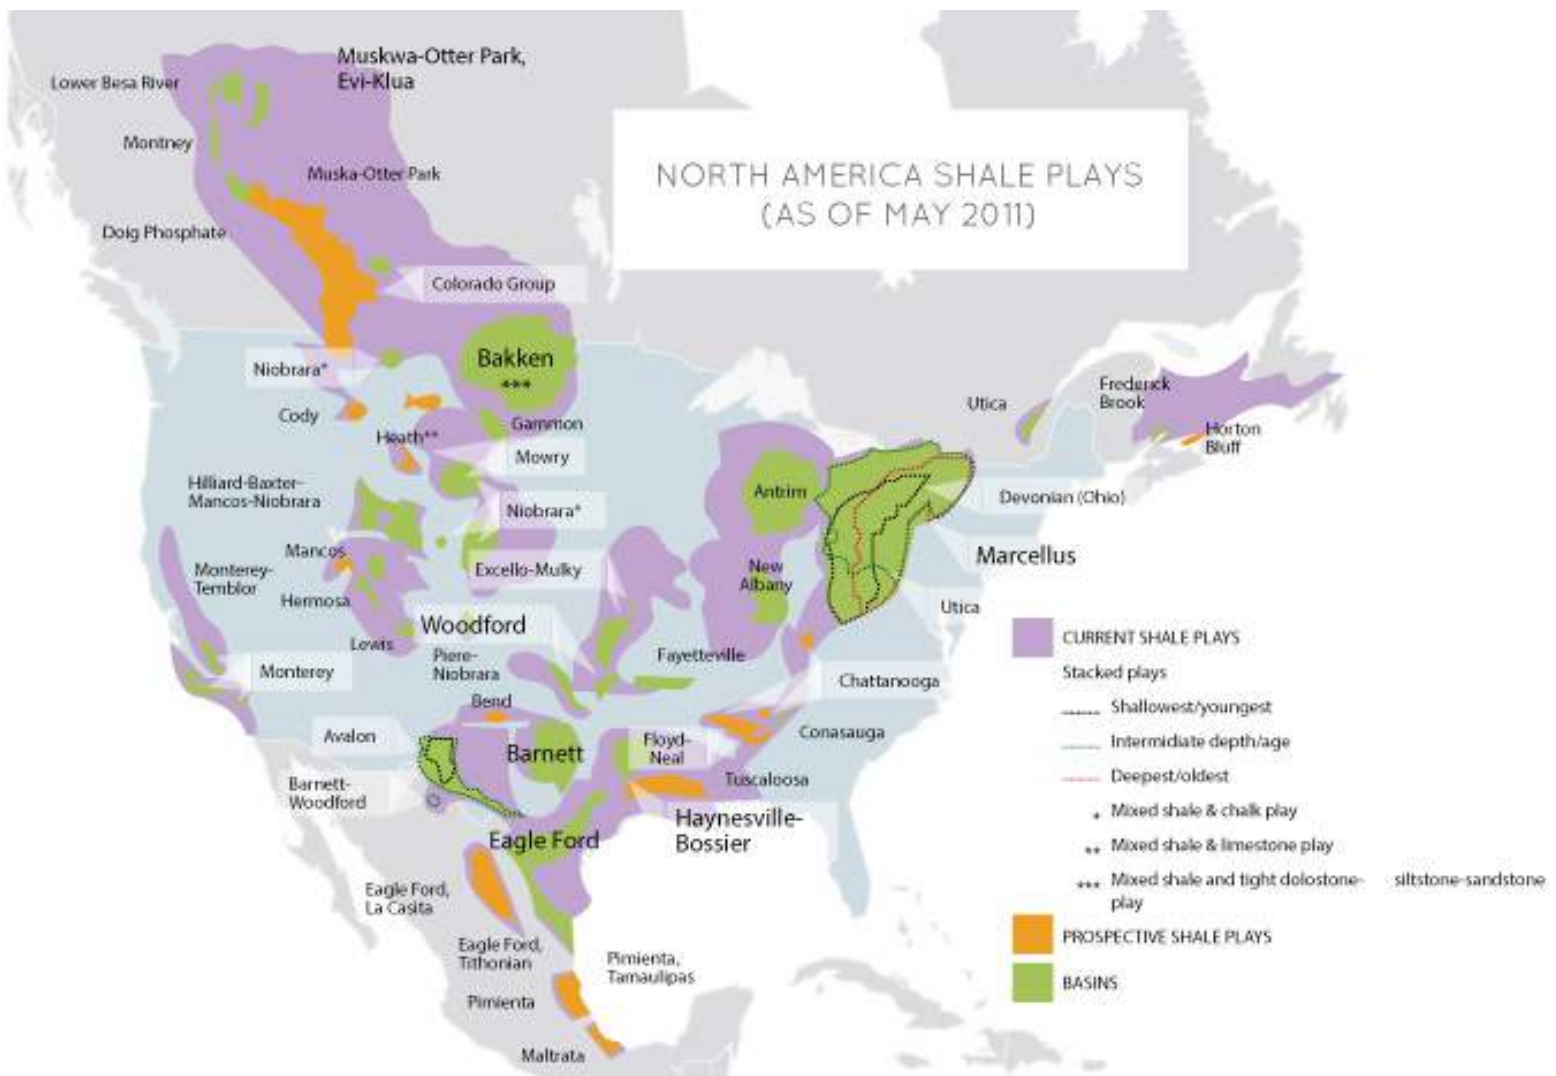 NORTH AMERICA SHALE PLAYS
(AS OF MAY 2011)
Muskwa-Otter Park,
Evi-Klua
Lower Besa River
Montney
Muska-Otter Park
Doig Phosphate
Colorado Group
Niobrara*
Bakken
***
Cody
Gammon
Heath**
Mowry
Hilliard-Baxter-
Mancos-Niobrara
Niobrara*
Mancos
Monterey-
Temblor
Hermosa
Excello-Mulky
Lewis
Woodford
Piere-
Niobrara
Monterey
Bend
Avalon
Barnett
Barnett-
Woodford
Eagle Ford
Eagle Ford,
La Casita
Eagle Ford,
Tithonian
Pimienta,
Tamaulipas
Pimienta
Maltrata
Utica
Frederick
Brook
Horton
Bluff
Antrim
Devonian (Ohio)
Marcellus
New
Albany
Utica
Fayetteville
Chattanooga
Floyd-
Neal
Conasauga
Tuscaloosa
Haynesville-
Bossier
CURRENT SHALE PLAYS
Stacked plays
Shallowest/youngest
Intermidiate depth/age
Deepest/oldest
* Mixed shale & chalk play
** Mixed shale & limestone play
*** Mixed shale and tight dolostone- siltstone-sandstone
play
PROSPECTIVE SHALE PLAYS
BASINS